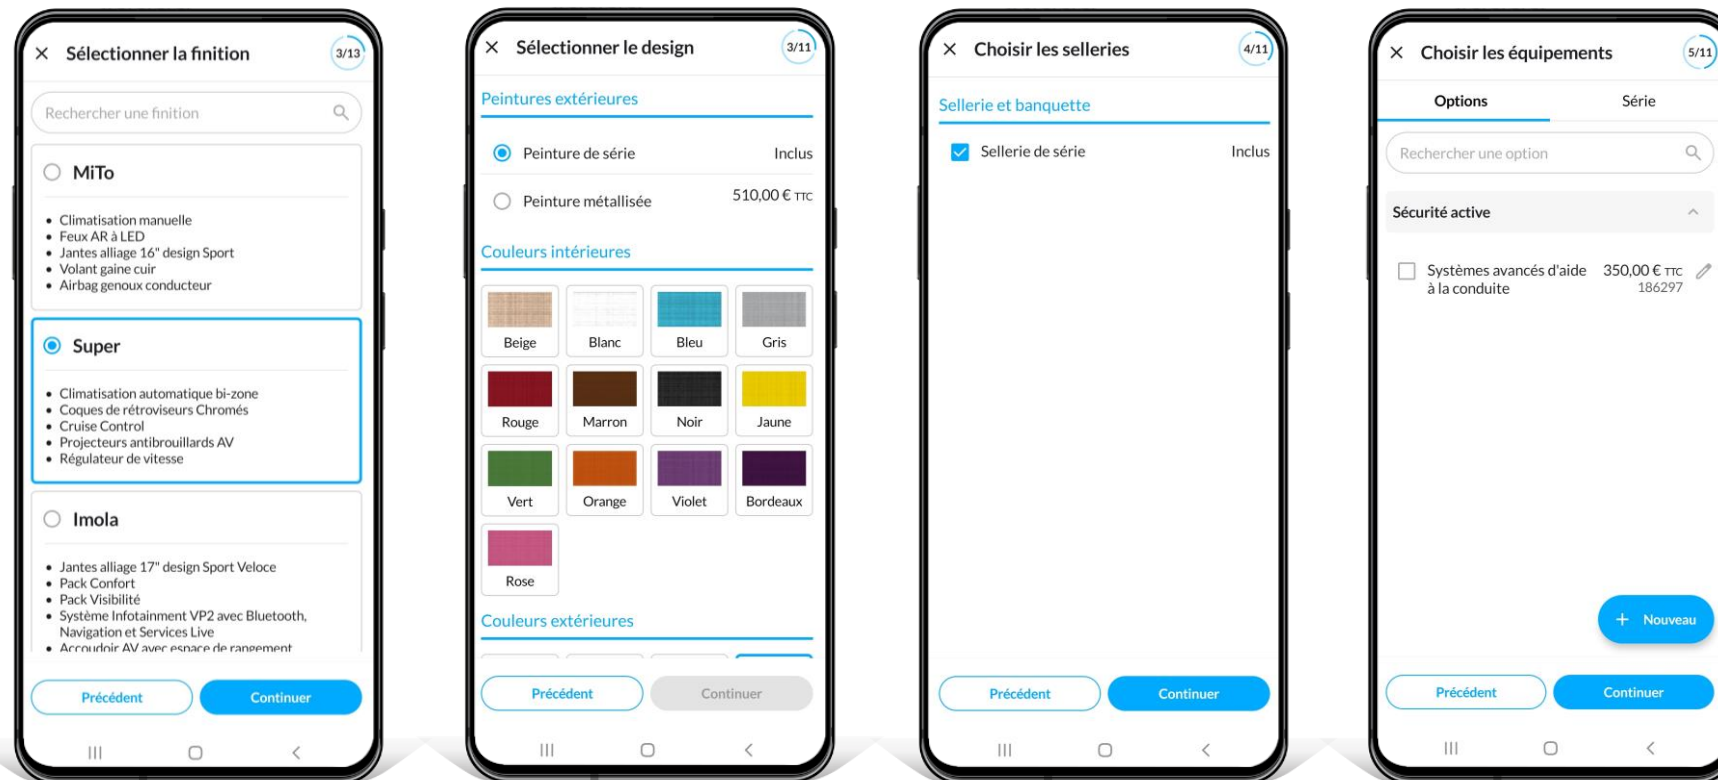 Sélectionner la finition
3/13
Rechercher une finition
MiTo
Climatisation manuelle
Feux AR à LED
Jantes alliage 16" design Sport
Volant gaine cuir
Airbag genoux conducteur
Super
Climatisation automatique bi-zone
Coques de rétroviseurs Chromés
Cruise Control
Projecteurs antibrouillards AV
Régulateur de vitesse
Imola
Jantes alliage 17" design Sport Veloce
Pack Confort
Pack Visibilité
Système Infotainment VP2 avec Bluetooth,
Navigation et Services Live
Accoudoir AV avec espace de rangement
Précédent
Continuer
Sélectionner le design
3/11
Peintures extérieures
Peinture de série
Inclus
Peinture métallisée
510,00 € TTC
Couleurs intérieures
Beige
Blanc
Bleu
Gris
Rouge
Marron
Noir
Jaune
Vert
Orange
Violet
Bordeaux
Rose
Couleurs extérieures
Précédent
Continuer
Choisir les selleries
4/11
Sellerie et banquette
Sellerie de série
Inclus
Précédent
Continuer
Choisir les équipements
5/11
Options
Série
Rechercher une option
Sécurité active
Systèmes avancés d'aide
à la conduite
350,00 € TTC
186297
+ Nouveau
Précédent
Continuer